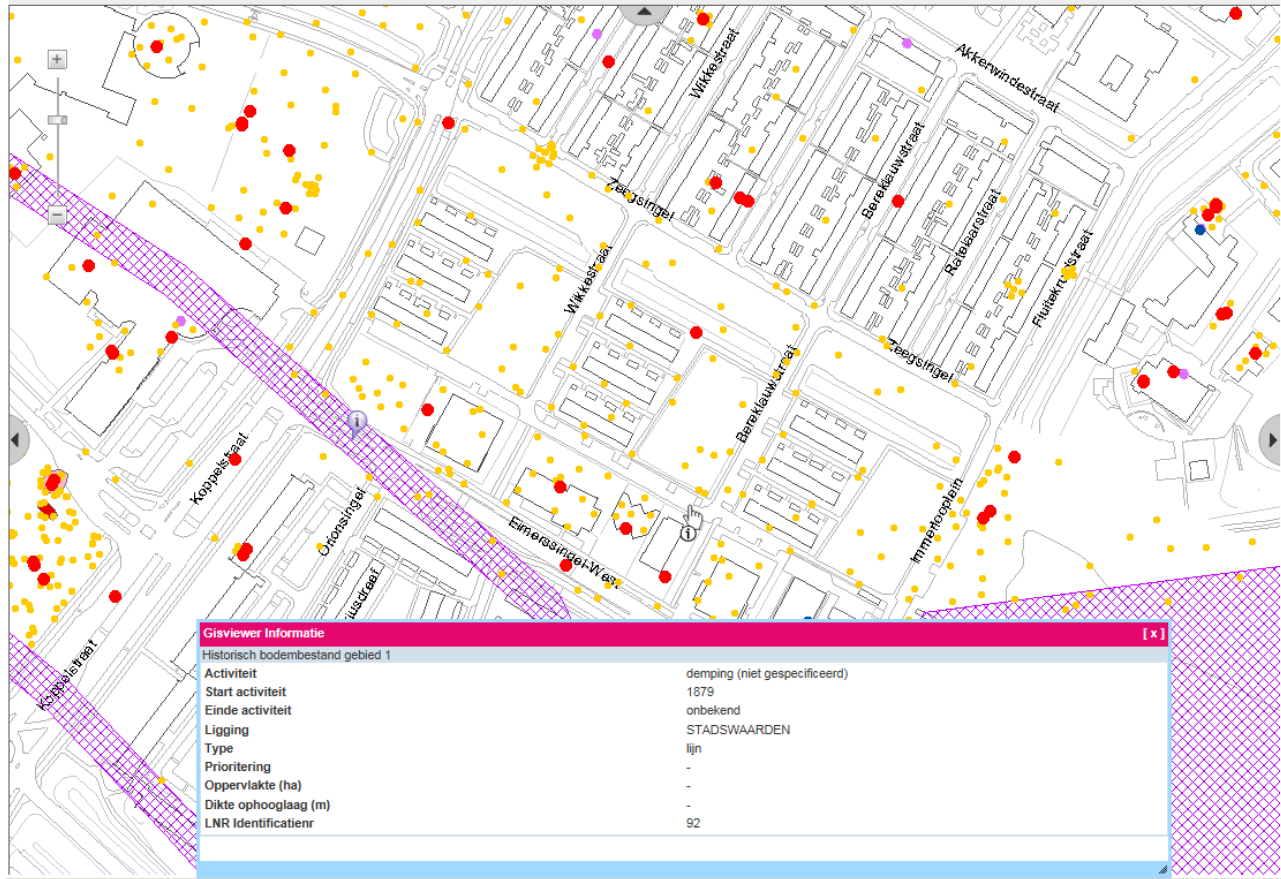 Akkerwindestraat
Wikkestraat
Bereklauwstraat
Zeegsingel
Ratelaarstraat
Fluitekruidstraat
Wikkestraat
Zeegsingel
Bereklauwstraat
Koppelstraat
Orionsingel
Eimerssingel-West
Immerlooplein
Koppelstraat
Gisviewer Informatie [ x ]
Historisch bodembestand gebied 1
Activiteit demping (niet gespecificeerd)
Start activiteit 1879
Einde activiteit onbekend
Ligging STADSWAARDEN
Type lijn
Prioritering -
Oppervlakte (ha) -
Dikte ophooglaag (m) -
LNR Identificatienr 92